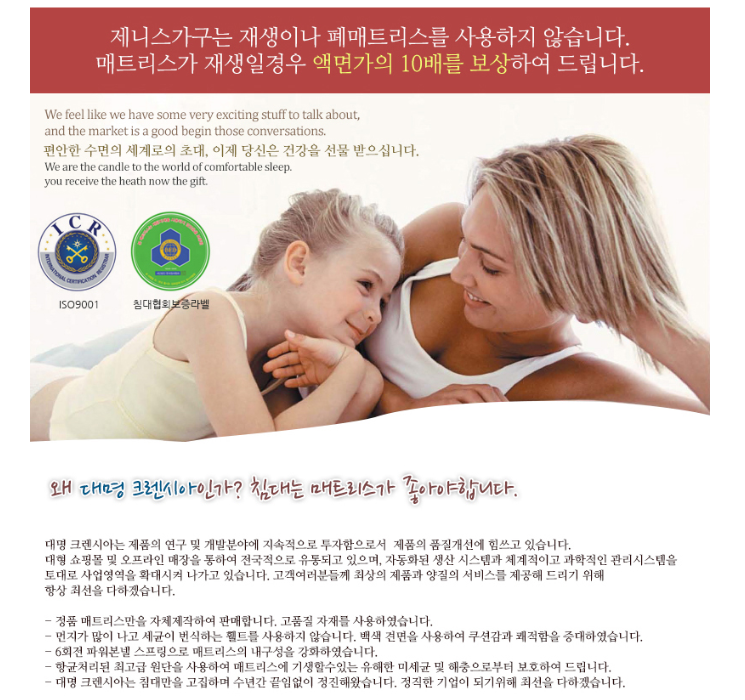 제니스가구는 재생이나 폐매트리스를 사용하지 않습니다.
매트리스가 재생일경우 액면가의 10배를 보상하여 드립니다.
We feel like we have some very exciting stuff to talk about,
and the market is a good begin those conversations.
편안한 수면의 세계로의 초대, 이제 당신은 건강을 선물 받으십니다.
We are the candle to the world of comfortable sleep.
you receive the heath now the gift.
ICR
INTERNATIONAL CERTIFICATION REGISTRAR
ISO9001
침대협회보증라벨
왜 대명 크렌시아인가? 침대는 매트리스가 좋아야합니다.
대명 크렌시아는 제품의 연구 및 개발분야에 지속적으로 투자함으로서 제품의 품질개선에 힘쓰고 있습니다.
대형 쇼핑몰 및 오프라인 매장을 통하여 전국적으로 유통되고 있으며, 자동화된 생산 시스템과 체계적이고 과학적인 관리시스템을
토대로 사업영역을 확대시켜 나가고 있습니다. 고객여러분들께 최상의 제품과 양질의 서비스를 제공해 드리기 위해
항상 최선을 다하겠습니다.
- 정품 매트리스만을 자체제작하여 판매합니다. 고품질 자재를 사용하였습니다.
- 먼지가 많이 나고 세균이 번식하는 휄트를 사용하지 않습니다. 백색 견면을 사용하여 쿠션감과 쾌적함을 증대하였습니다.
- 6회전 파워본넬 스프링으로 매트리스의 내구성을 강화하였습니다.
- 항균처리된 최고급 원단을 사용하여 매트리스에 기생할수있는 유해한 미세균 및 해충으로부터 보호하여 드립니다.
- 대명 크렌시아는 침대만을 고집하며 수년간 끝임없이 정진해왔습니다. 정직한 기업이 되기위해 최선을 다하겠습니다.